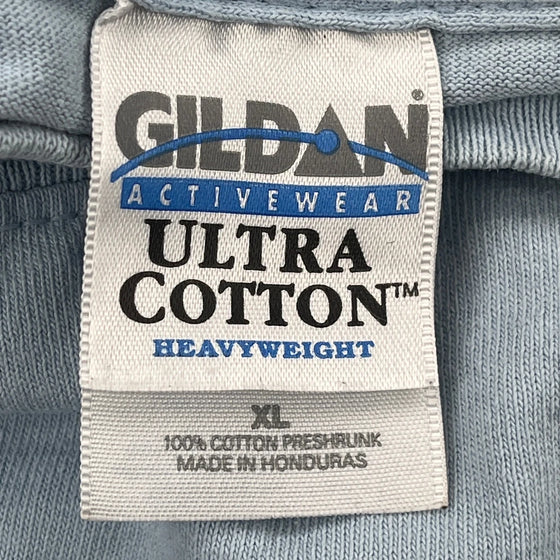 GILDAN®
ACTIVEWEAR
ULTRA
COTTON™
HEAVYWEIGHT
XL
100% COTTON PRESHRUNK
MADE IN HONDURAS